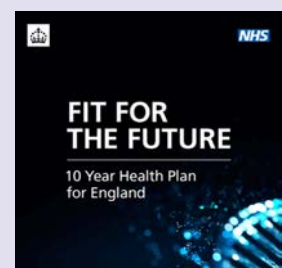 NHS
FIT FOR
THE FUTURE
10 Year Health Plan
for England